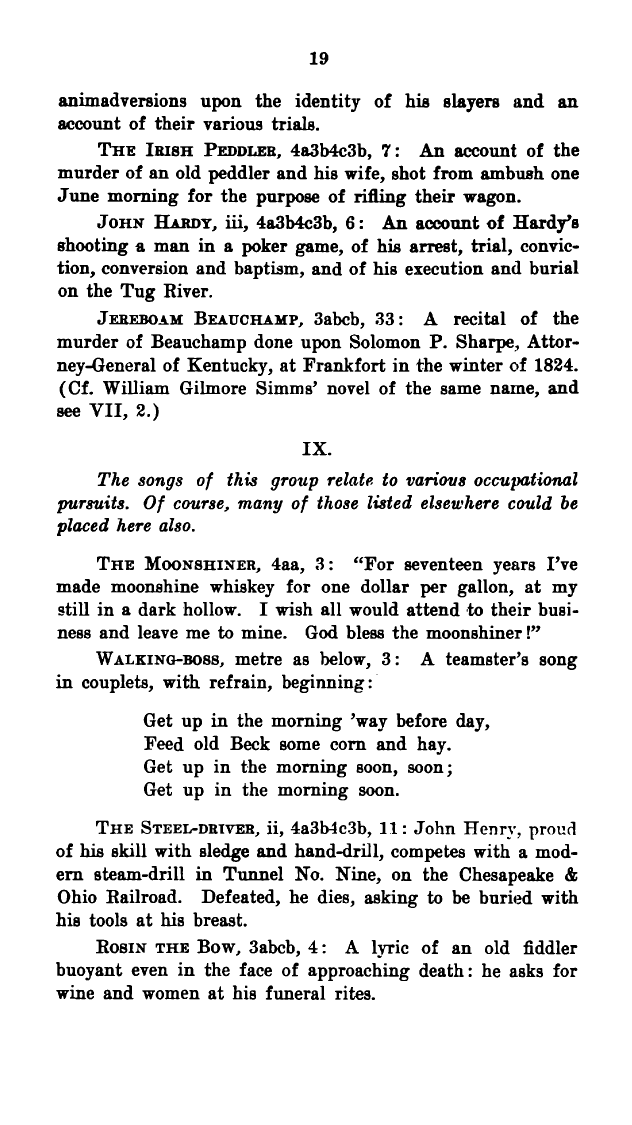 19
animadversions upon the identity of his slayers and an
account of their various trials.
THE IRISH PEDDLER, 4a3b4c3b, 7: An account of the
murder of an old peddler and his wife, shot from ambush one
June morning for the purpose of rifling their wagon.
JOHN HARDY, iii, 4a3b4c3b, 6: An account of Hardy's
shooting a man in a poker game, of his arrest, trial, convic-
tion, conversion and baptism, and of his execution and burial
on the Tug River.
JEREBOAM BEAUCHAMP, 3abcb, 33: A recital of the
murder of Beauchamp done upon Solomon P. Sharpe, Attor-
ney-General of Kentucky, at Frankfort in the winter of 1824.
(Cf. William Gilmore Simms' novel of the same name, and
see VII, 2.)
IX.
The songs of this group relate to various occupational
pursuits. Of course, many of those listed elsewhere could be
placed here also.
THE MOONSHINER, 4aa, 3: "For seventeen years I've
made moonshine whiskey for one dollar per gallon, at my
still in a dark hollow. I wish all would attend to their busi-
ness and leave me to mine. God bless the moonshiner!"
WALKING-BOSS, metre as below, 3: A teamster's song
in couplets, with refrain, beginning:
Get up in the morning 'way before day,
Feed old Beck some corn and hay.
Get up in the morning soon, soon;
Get up in the morning soon.
THE STEEL-DRIVER, ii, 4a3b4c3b, 11: John Henry, proud
of his skill with sledge and hand-drill, competes with a mod-
ern steam-drill in Tunnel No. Nine, on the Chesapeake &
Ohio Railroad. Defeated, he dies, asking to be buried with
his tools at his breast.
ROSIN THE BOW, 3abcb, 4: A lyric of an old fiddler
buoyant even in the face of approaching death: he asks for
wine and women at his funeral rites.